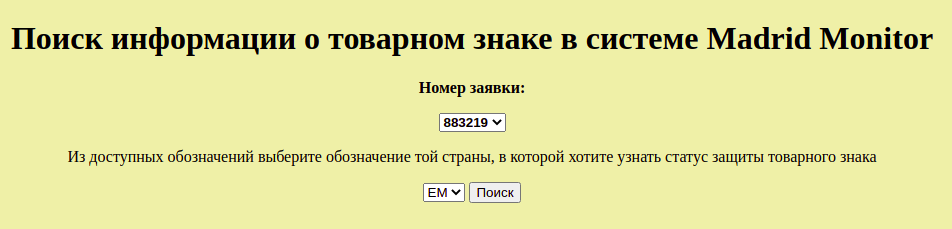 Поиск информации о товарном знаке в системе Madrid Monitor
Номер заявки:
883219
Из доступных обозначений выберите обозначение той страны, в которой хотите узнать статус защиты товарного знака
EM Поиск